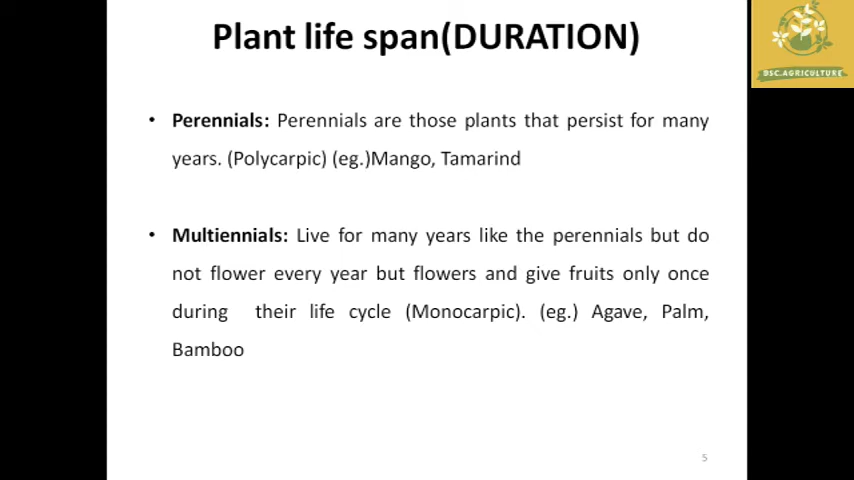 Plant life span(DURATION)
DSC.AGRICULTURE
• Perennials: Perennials are those plants that persist for many
years. (Polycarpic) (eg.)Mango, Tamarind
• Multiennials: Live for many years like the perennials but do
not flower every year but flowers and give fruits only once
during their life cycle (Monocarpic). (eg.) Agave, Palm,
Bamboo
5